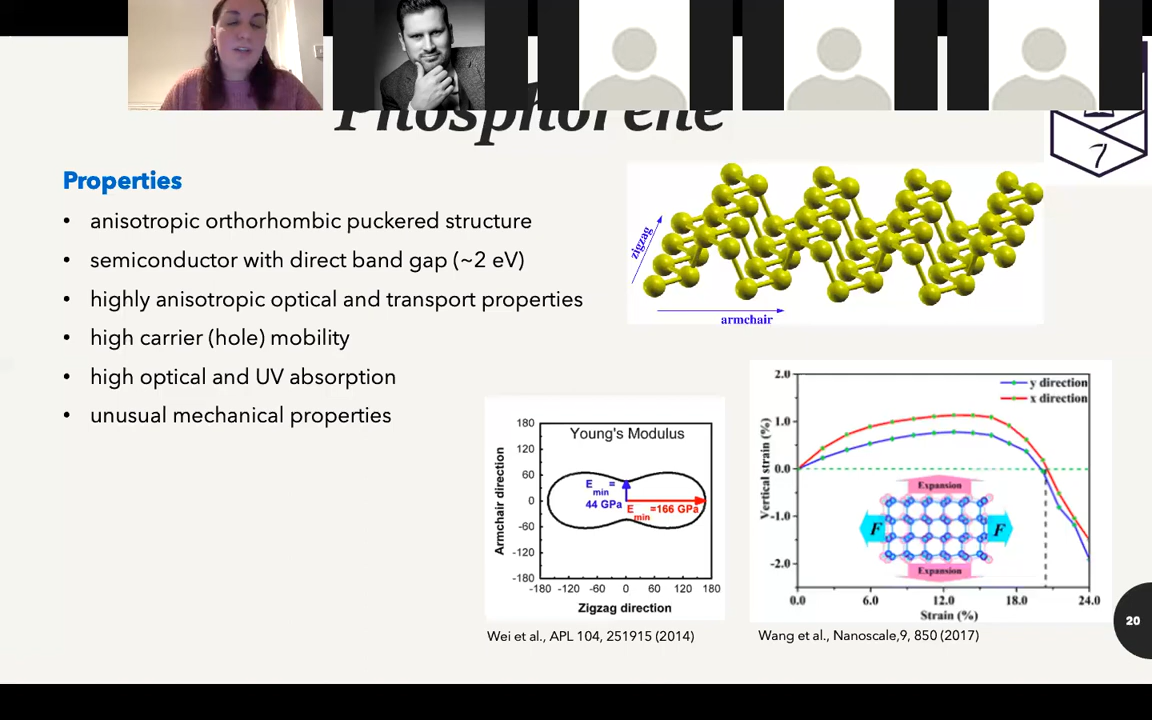 Phosphorene
Properties
• anisotropic orthorhombic puckered structure
• semiconductor with direct band gap (~2 eV)
• highly anisotropic optical and transport properties
• high carrier (hole) mobility
• high optical and UV absorption
• unusual mechanical properties
zigzag
armchair
7
Young's Modulus
Armchair direction
180
120
60
0
-60
-120
-180
E min =
44 GPa
E min =166 GPa
-180 -120 -60 0 60 120 180
Zigzag direction
Wei et al., APL 104, 251915 (2014)
y direction
x direction
Vertical strain (%)
2.0
1.0
0.0
-1.0
-2.0
Expansion
F F
Expansion
0.0 6.0 12.0 18.0 24.0
Strain (%)
Wang et al., Nanoscale,9, 850 (2017)
20